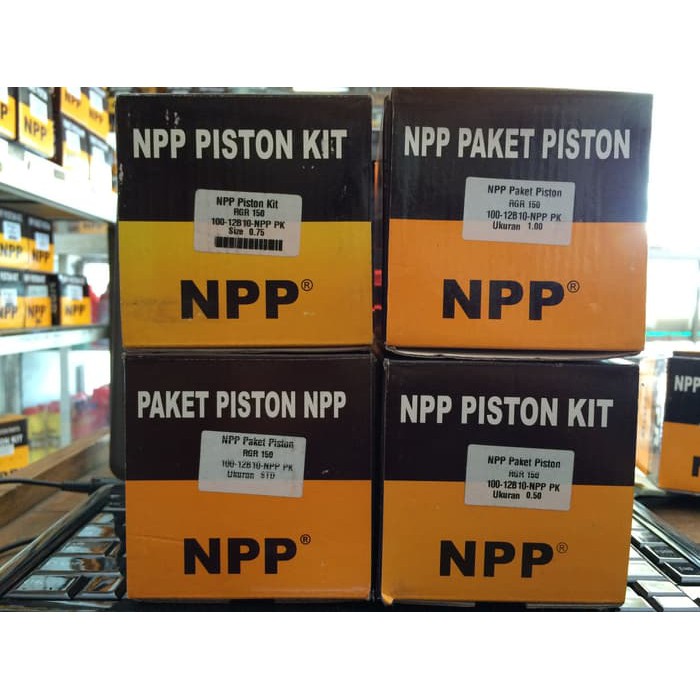 NPP PISTON KIT
NPP Piston Kit
RGR 150
100-12B10-NPP PK
Size 0.75
NPP®
NPP PAKET PISTON
NPP Paket Piston
RGR 150
100-12B10-NPP PK
Ukuran 1.00
NPP®
PAKET PISTON NPP
NPP Paket Piston
RGR 150
100-12B10-NPP PK
Ukuran STD
NPP®
NPP PISTON KIT
NPP Paket Piston
RGR 150
100-12B10-NPP PK
Ukuran 0.50
NPP®
NPP
NPP
NPP